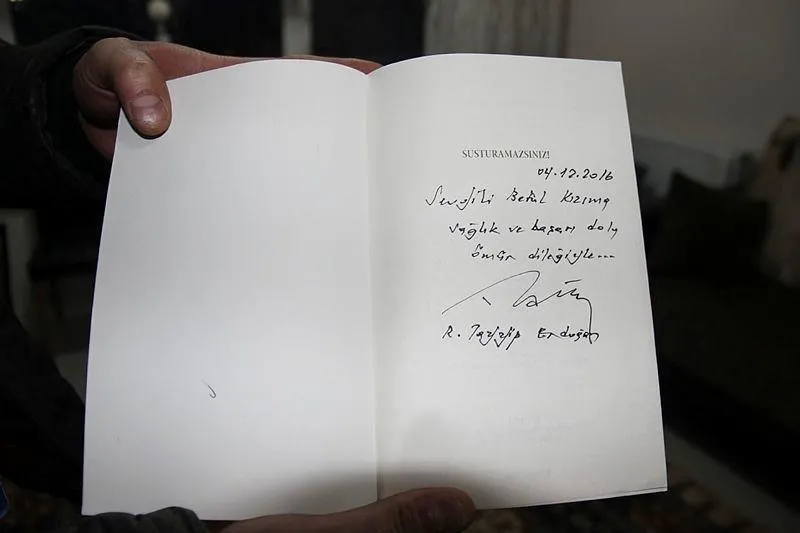 SUSTURAMAZSINIZ!
04.12.2016
Sevgili Betül Kızıma
sağlık ve başarı dolu
ömür dileğiyle...
R. Tayyip Erdoğan